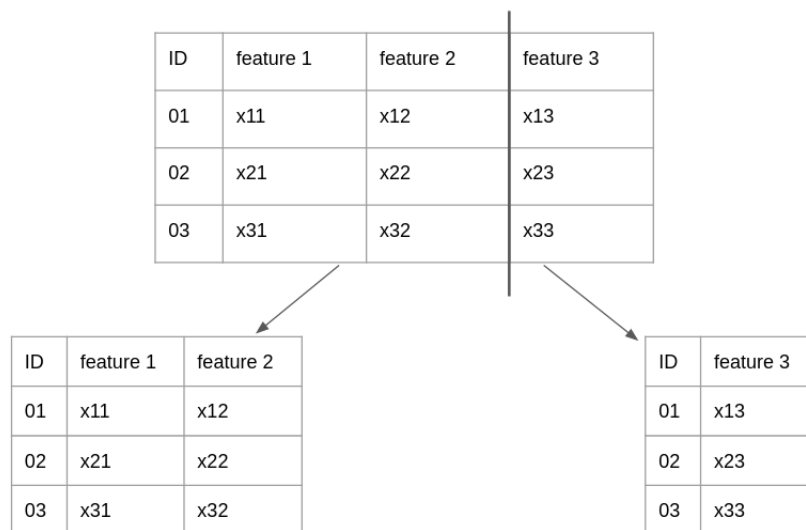 ID feature 1 feature 2 feature 3
01 x11 x12 x13
02 x21 x22 x23
03 x31 x32 x33
ID feature 1 feature 2
01 x11 x12
02 x21 x22
03 x31 x32
ID feature 3
01 x13
02 x23
03 x33